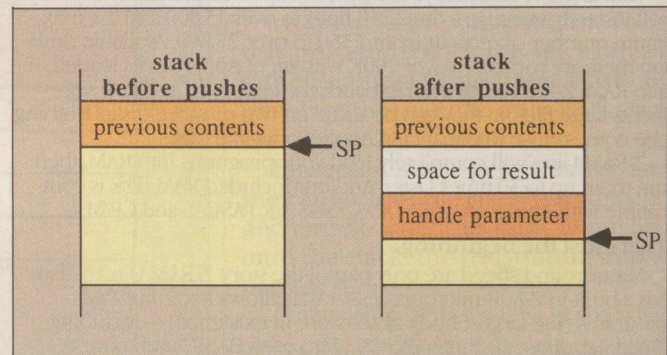 stack
before pushes
previous contents
SP
stack
after pushes
previous contents
space for result
handle parameter
SP